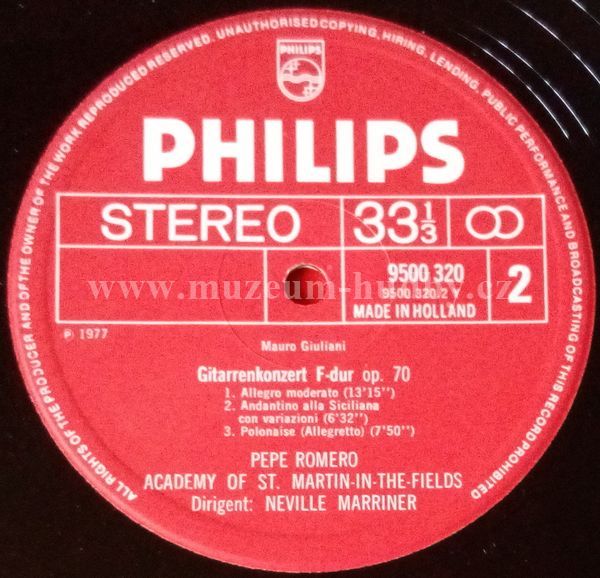 ALL RIGHTS OF THE PRODUCER AND OF THE OWNER OF THE WORK REPRODUCED RESERVED. UNAUTHORISED COPYING, HIRING, LENDING, PUBLIC PERFORMANCE AND BROADCASTING OF THIS RECORD PROHIBITED
PHILIPS
PHILIPS
STEREO 33 1/3
9500 320
9500 320.2 Y 2
MADE IN HOLLAND
www.muzeum-hudby.cz
℗ 1977
Mauro Giuliani
Gitarrenkonzert F-dur op. 70
1. Allegro moderato (13'15'')
2. Andantino alla Siciliana
con variazioni (6'32'')
3. Polonaise (Allegretto) (7'50'')
PEPE ROMERO
ACADEMY OF ST. MARTIN-IN-THE-FIELDS
Dirigent: NEVILLE MARRINER